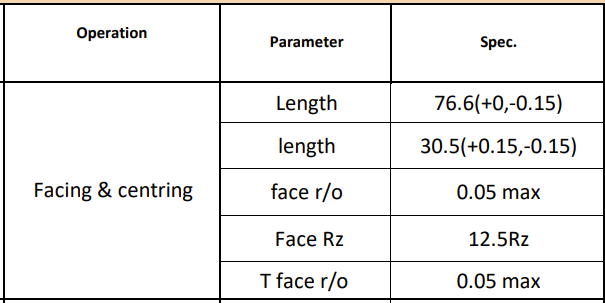 Operation Parameter Spec.
Length 76.6(+0,-0.15)
length 30.5(+0.15,-0.15)
Facing & centring face r/o 0.05 max
Face Rz 12.5Rz
T face r/o 0.05 max